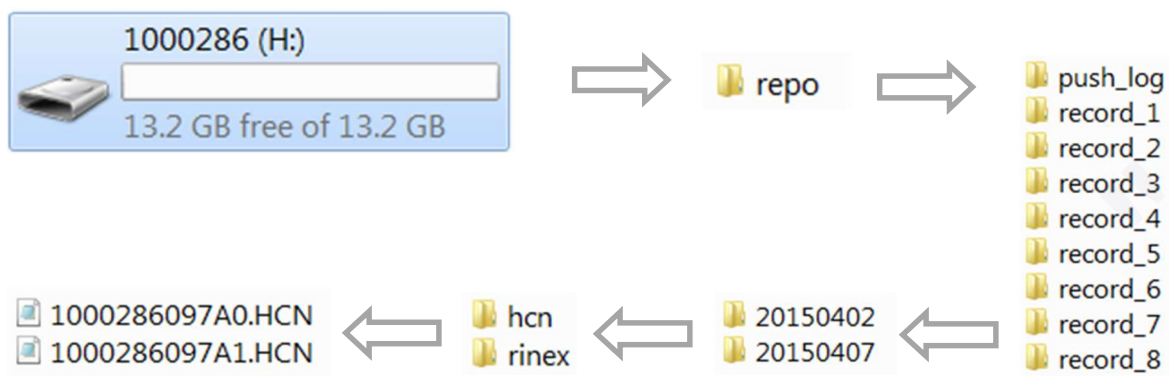 1000286 (H:)
13.2 GB free of 13.2 GB
repo
push_log
record_1
record_2
record_3
record_4
record_5
record_6
record_7
record_8
20150402
20150407
hcn
rinex
1000286097A0.HCN
1000286097A1.HCN